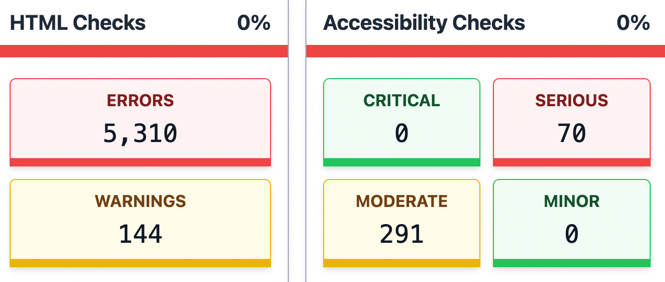 HTML Checks 0%
ERRORS
5,310
WARNINGS
144
Accessibility Checks 0%
CRITICAL
0
SERIOUS
70
MODERATE
291
MINOR
0